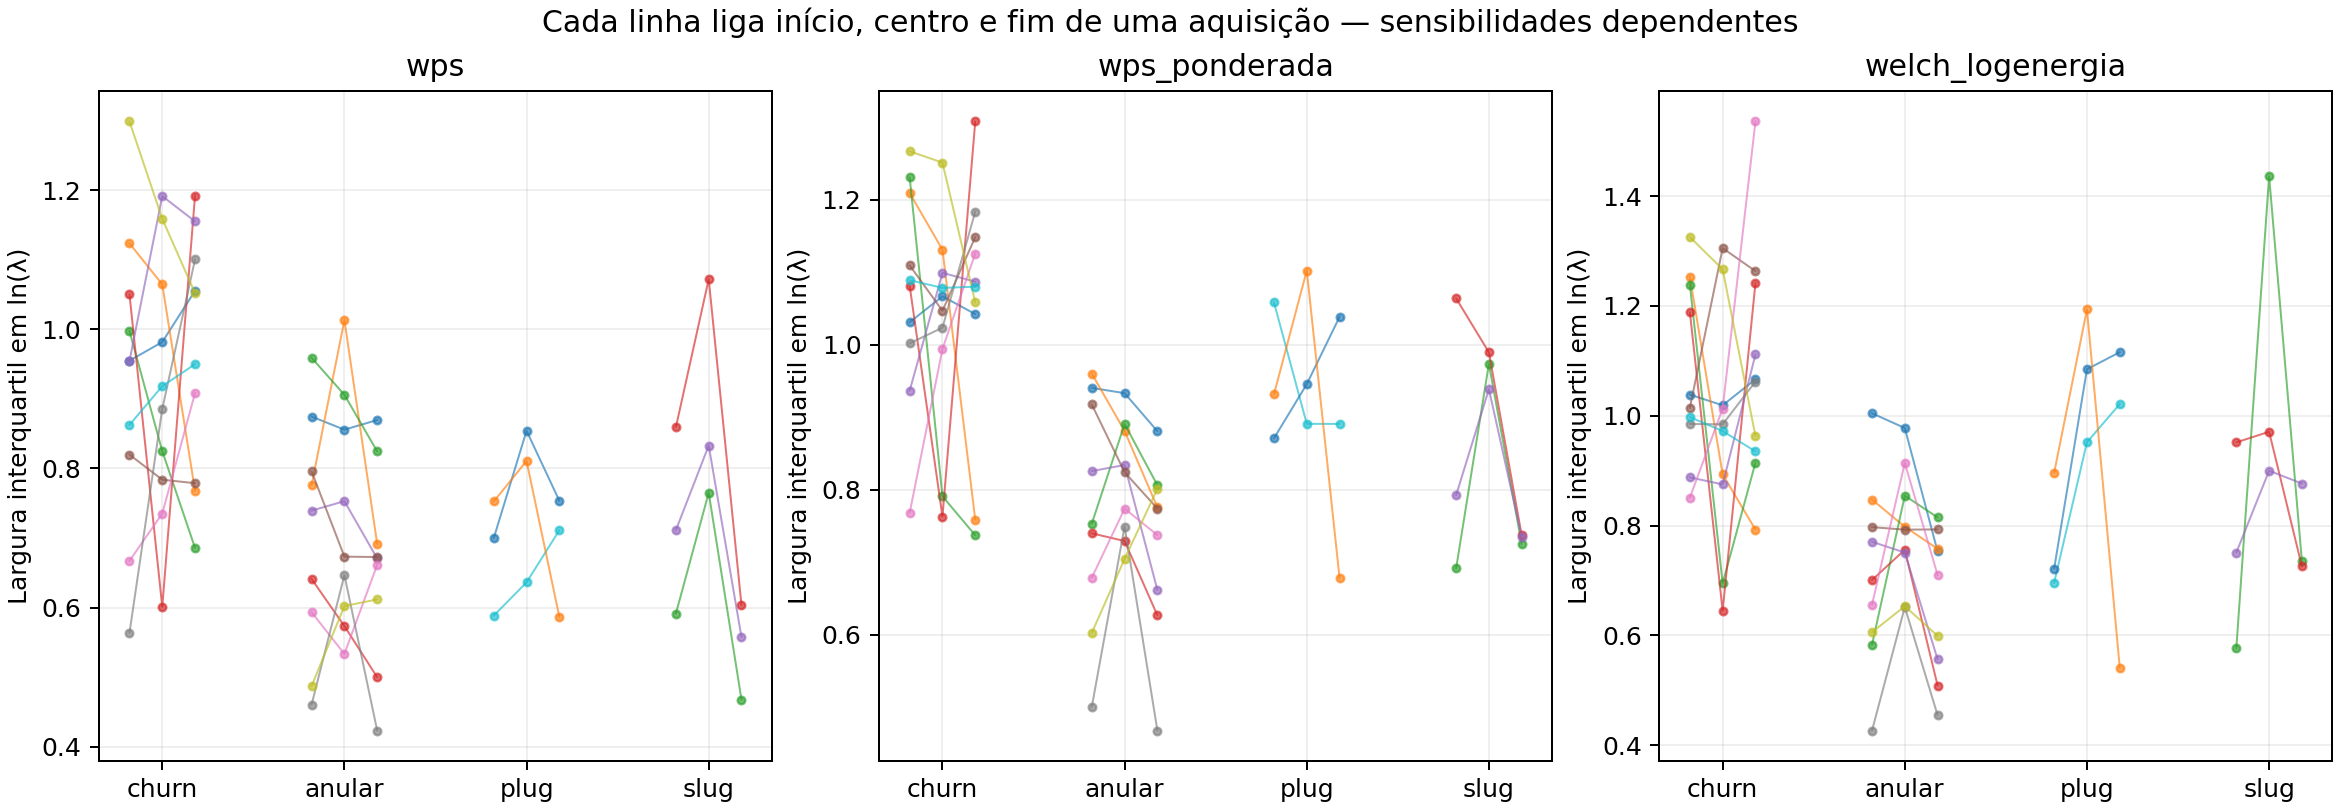 Cada linha liga início, centro e fim de uma aquisição — sensibilidades dependentes
wps
Largura interquartil em ln(λ)
1.2
1.0
0.8
0.6
0.4
churn anular plug slug
wps_ponderada
Largura interquartil em ln(λ)
1.2
1.0
0.8
0.6
churn anular plug slug
welch_logenergia
Largura interquartil em ln(λ)
1.4
1.2
1.0
0.8
0.6
0.4
churn anular plug slug